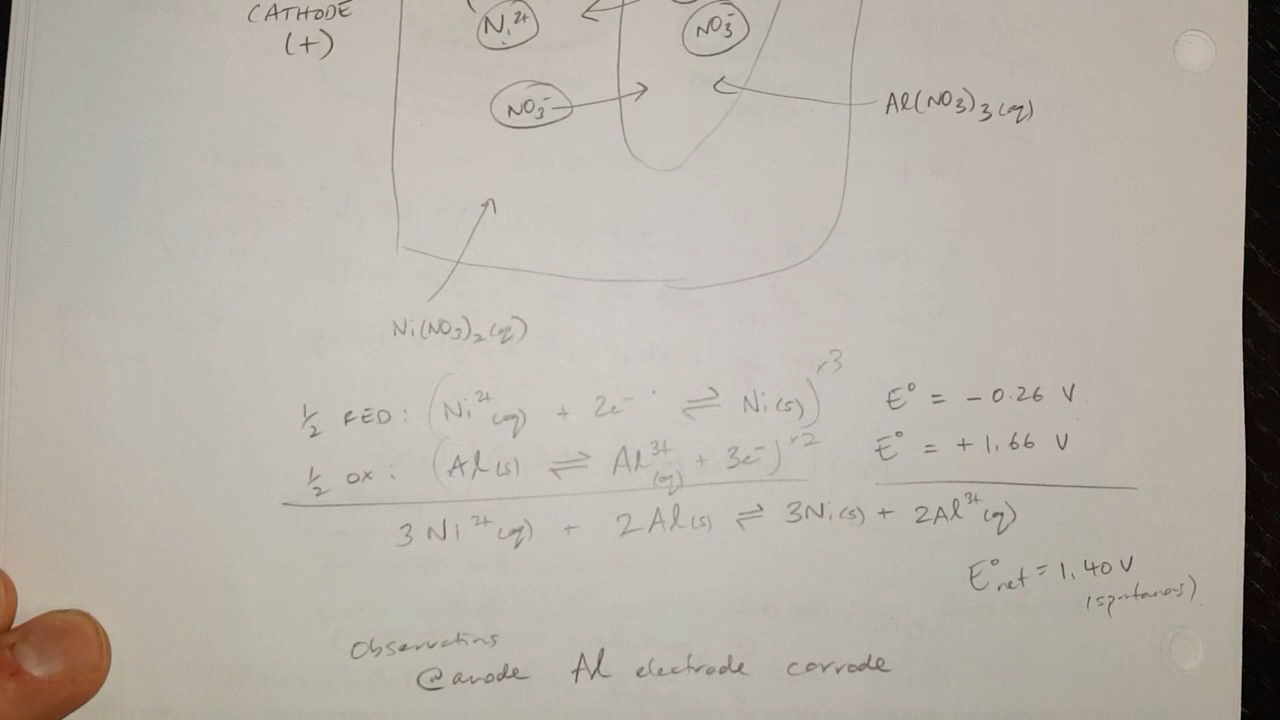 CATHODE
(+)
Ni²⁺
NO₃⁻
NO₃⁻
Al(NO₃)₃(aq)
Ni(NO₃)₂(aq)
½ RED: (Ni²⁺(aq) + 2e⁻ ⇌ Ni(s))×3 E° = -0.26 V
½ OX: (Al(s) ⇌ Al³⁺(aq) + 3e⁻)×2 E° = +1.66 V
3Ni²⁺(aq) + 2Al(s) ⇌ 3Ni(s) + 2Al³⁺(aq)
E°net = 1.40 V
Observations
@anode Al electrode corrode